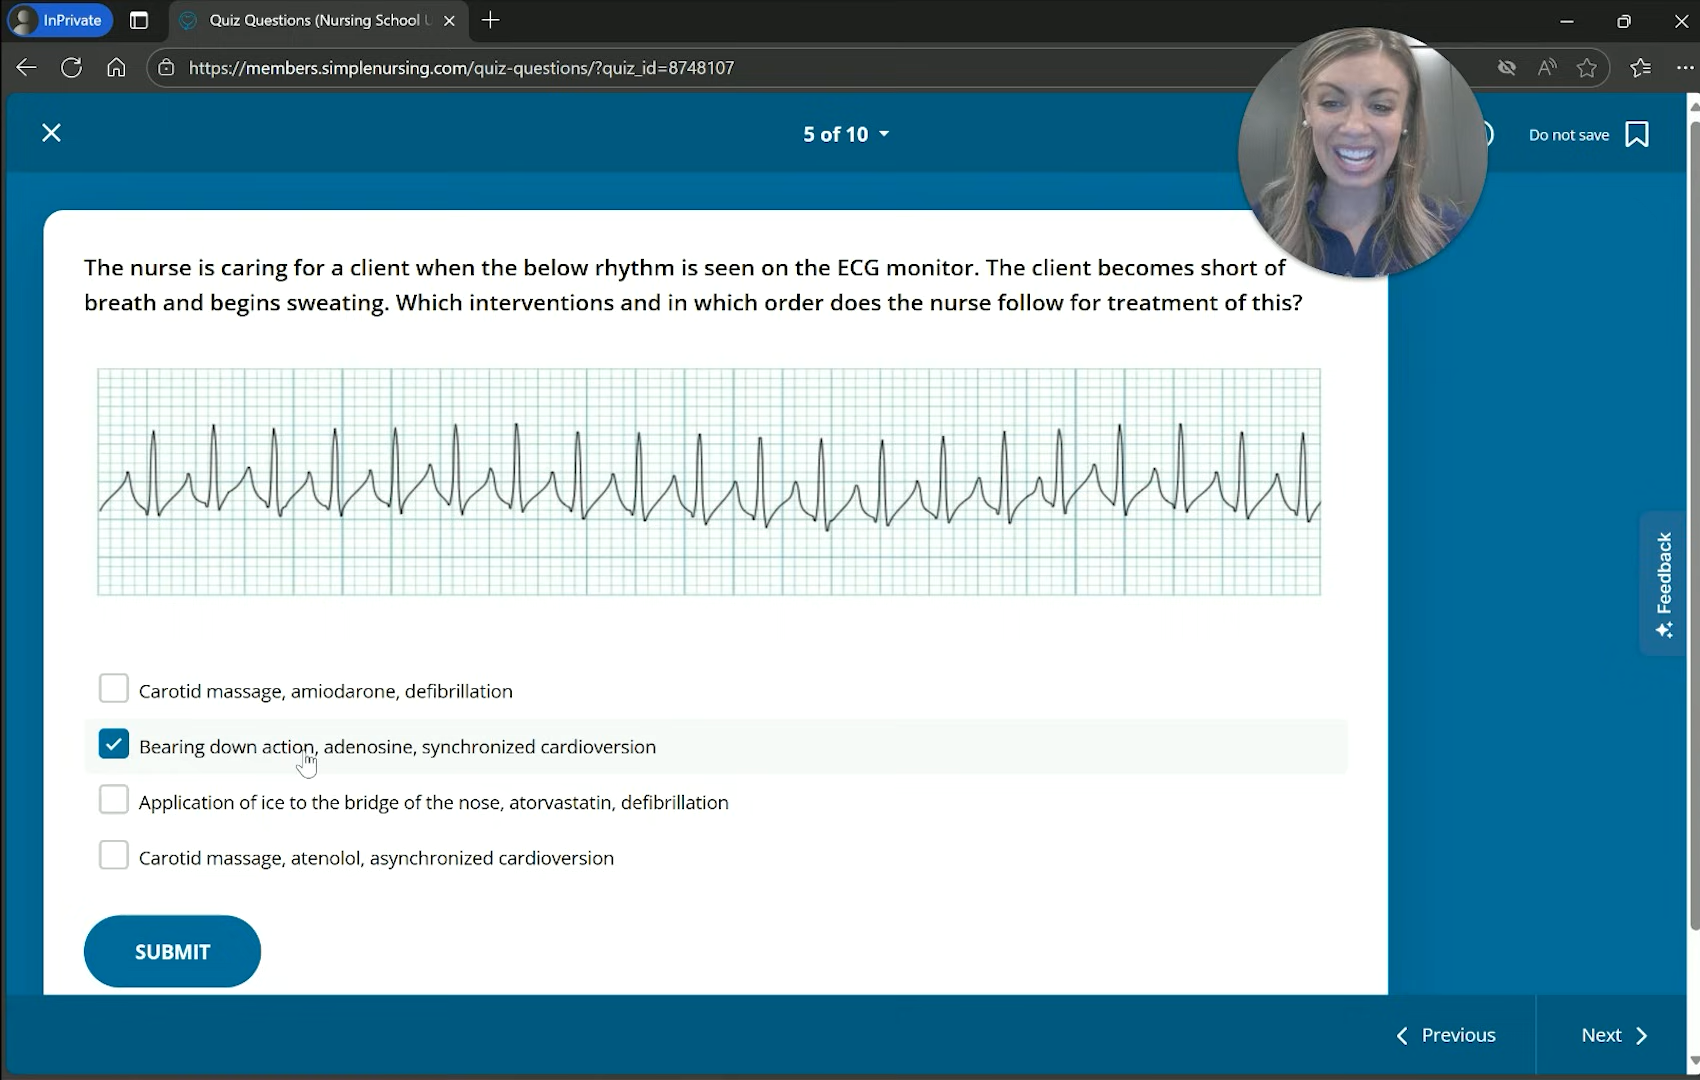 InPrivate
Quiz Questions (Nursing School
https://members.simplenursing.com/quiz-questions/?quiz_id=8748107
5 of 10
Do not save
The nurse is caring for a client when the below rhythm is seen on the ECG monitor. The client becomes short of
breath and begins sweating. Which interventions and in which order does the nurse follow for treatment of this?
Carotid massage, amiodarone, defibrillation
Bearing down action, adenosine, synchronized cardioversion
Application of ice to the bridge of the nose, atorvastatin, defibrillation
Carotid massage, atenolol, asynchronized cardioversion
SUBMIT
Feedback
Previous
Next